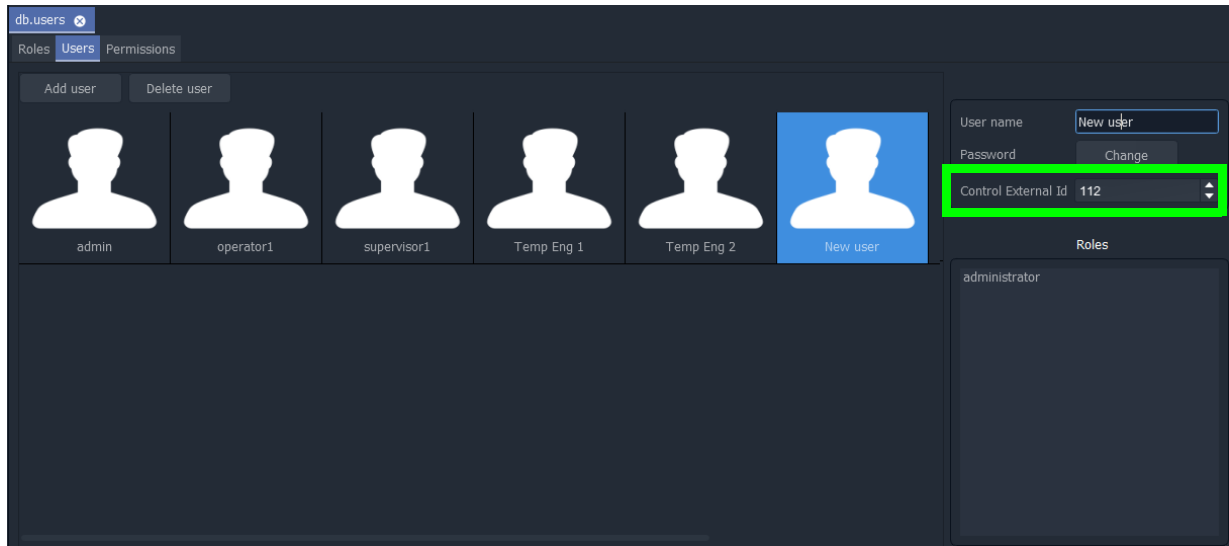 db.users
Roles Users Permissions
Add user Delete user
admin operator1 supervisor1 Temp Eng 1 Temp Eng 2 New user
User name New user
Password Change
Control External Id 112
Roles
administrator